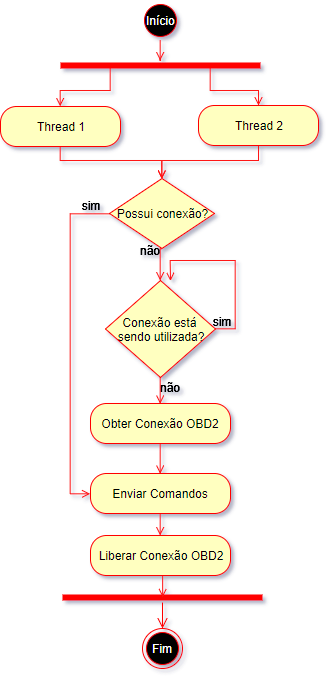 Início
Thread 1
Thread 2
Possui conexão?
sim
não
Conexão está
sendo utilizada?
sim
não
Obter Conexão OBD2
Enviar Comandos
Liberar Conexão OBD2
Fim